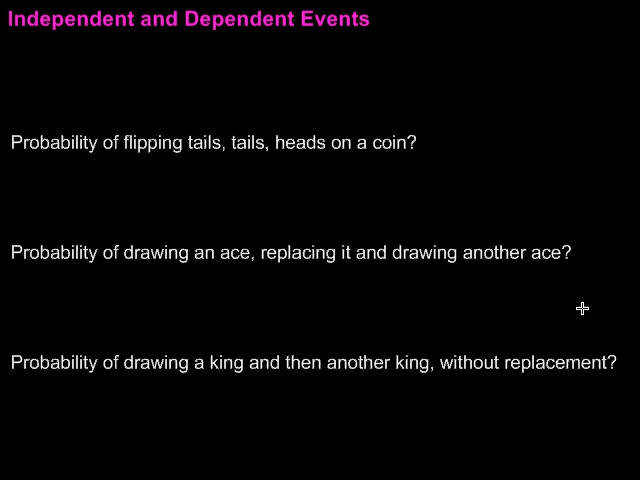 Independent and Dependent Events
Probability of flipping tails, tails, heads on a coin?
Probability of drawing an ace, replacing it and drawing another ace?
Probability of drawing a king and then another king, without replacement?